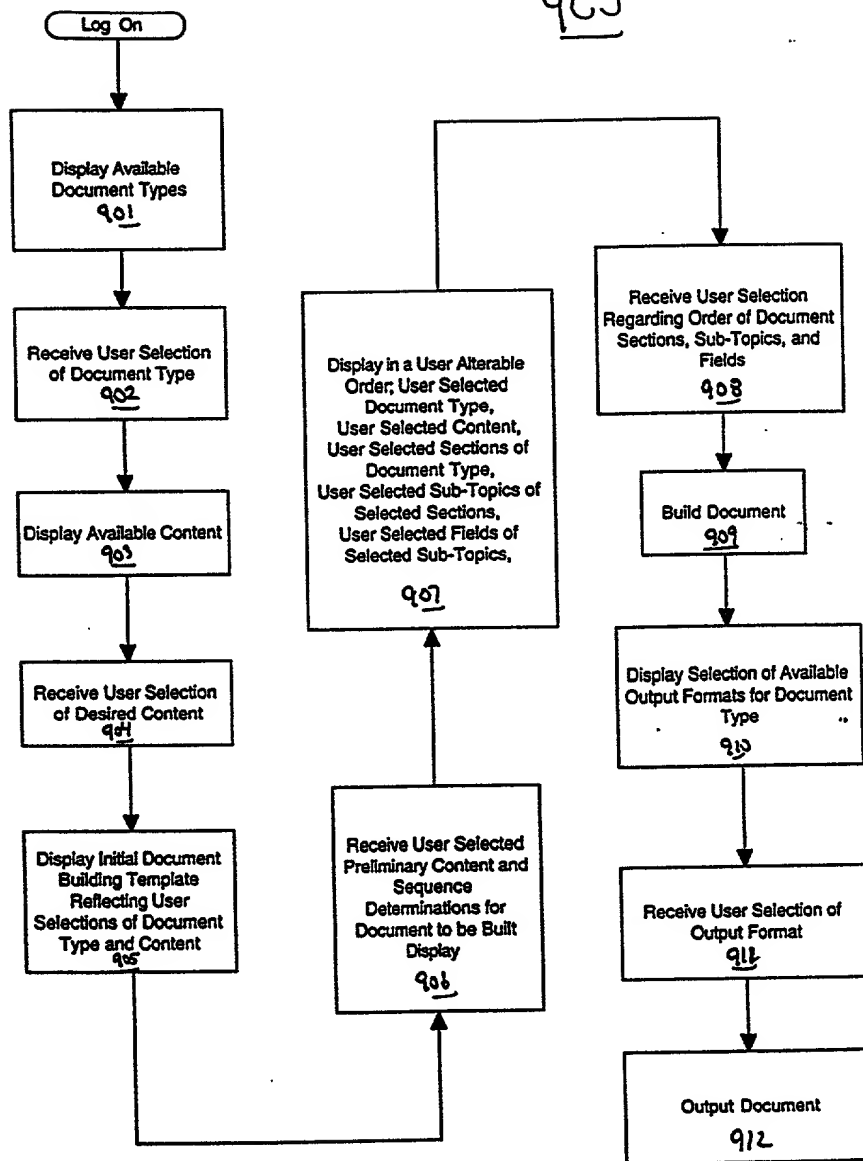 Log On
Display Available
Document Types
901
Receive User Selection
of Document Type
902
Display Available Content
903
Receive User Selection
of Desired Content
904
Display Initial Document
Building Template
Reflecting User
Selections of Document
Type and Content
905
Receive User Selected
Preliminary Content and
Sequence
Determinations for
Document to be Built
Display
906
Display in a User Alterable
Order; User Selected
Document Type,
User Selected Content,
User Selected Sections of
Document Type,
User Selected Sub-Topics of
Selected Sections,
User Selected Fields of
Selected Sub-Topics,
907
Receive User Selection
Regarding Order of Document
Sections, Sub-Topics, and
Fields
908
Build Document
909
Display Selection of Available
Output Formats for Document
Type
910
Receive User Selection of
Output Format
Output Document
912